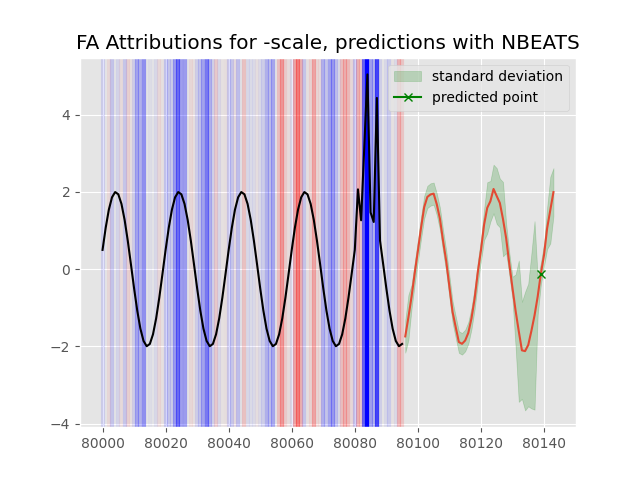 FA Attributions for -scale, predictions with NBEATS
standard deviation
predicted point
4
2
0
−2
−4
80000 80020 80040 80060 80080 80100 80120 80140